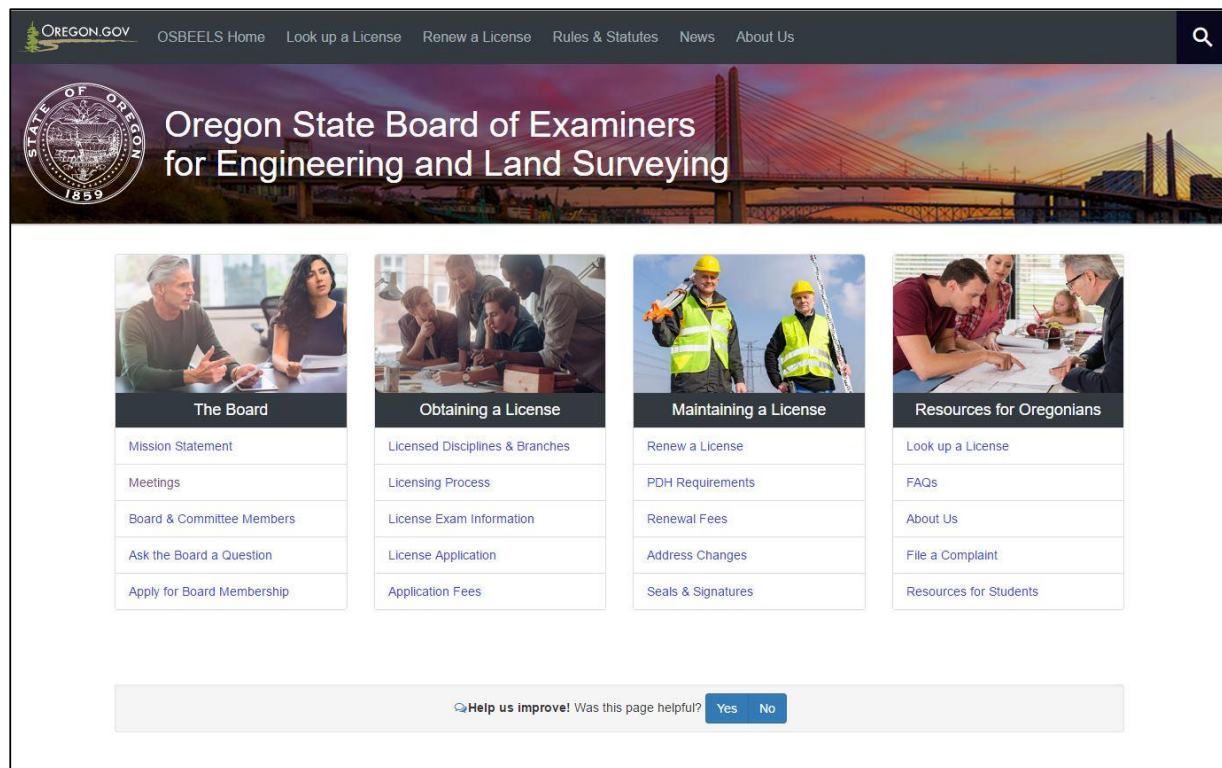 OREGON.GOV
OSBEELS Home
Look up a License
Renew a License
Rules & Statutes
News
About Us
STATE OF OREGON
1859
Oregon State Board of Examiners
for Engineering and Land Surveying
The Board
Mission Statement
Meetings
Board & Committee Members
Ask the Board a Question
Apply for Board Membership
Obtaining a License
Licensed Disciplines & Branches
Licensing Process
License Exam Information
License Application
Application Fees
Maintaining a License
Renew a License
PDH Requirements
Renewal Fees
Address Changes
Seals & Signatures
Resources for Oregonians
Look up a License
FAQs
About Us
File a Complaint
Resources for Students
Help us improve! Was this page helpful? Yes No